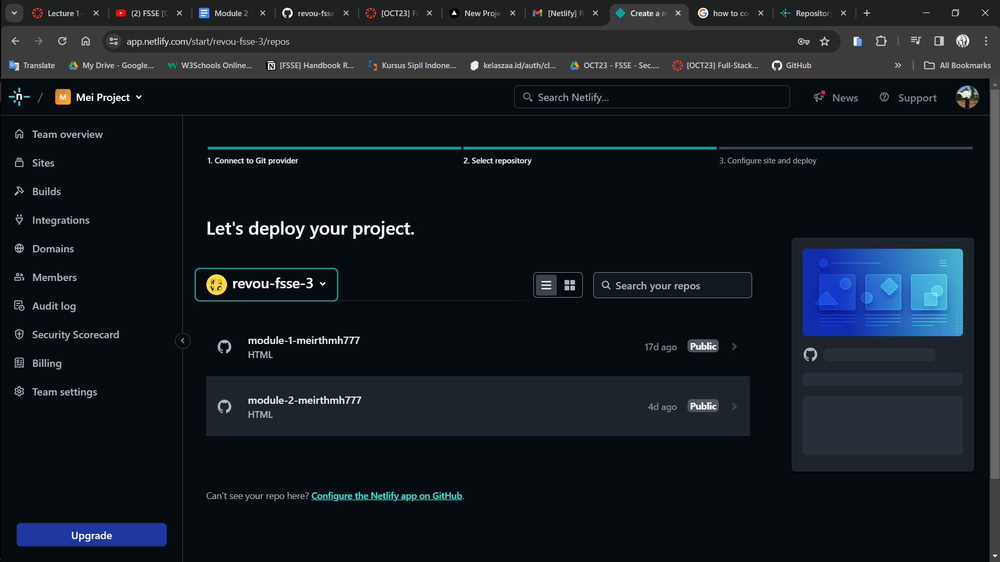 Lecture 1 -
(2) FSSE [C
Module 2
revou-fsse
[OCT23] F
New Proje
[Netlify] R
Create a n
how to co
Repository
app.netlify.com/start/revou-fsse-3/repos
Translate
My Drive - Google...
W3Schools Online...
[FSSE] Handbook R...
Kursus Sipil Indone...
kelaszaa.id/auth/cl...
OCT23 - FSSE - Sec....
[OCT23] Full-Stack...
GitHub
All Bookmarks
/
M Mei Project
Search Netlify...
News
Support
Team overview
Sites
Builds
Integrations
Domains
Members
Audit log
Security Scorecard
Billing
Team settings
Upgrade
1. Connect to Git provider
2. Select repository
3. Configure site and deploy
Let's deploy your project.
revou-fsse-3
Search your repos
module-1-meirthmh777
HTML
17d ago
Public
module-2-meirthmh777
HTML
4d ago
Public
Can’t see your repo here? Configure the Netlify app on GitHub.